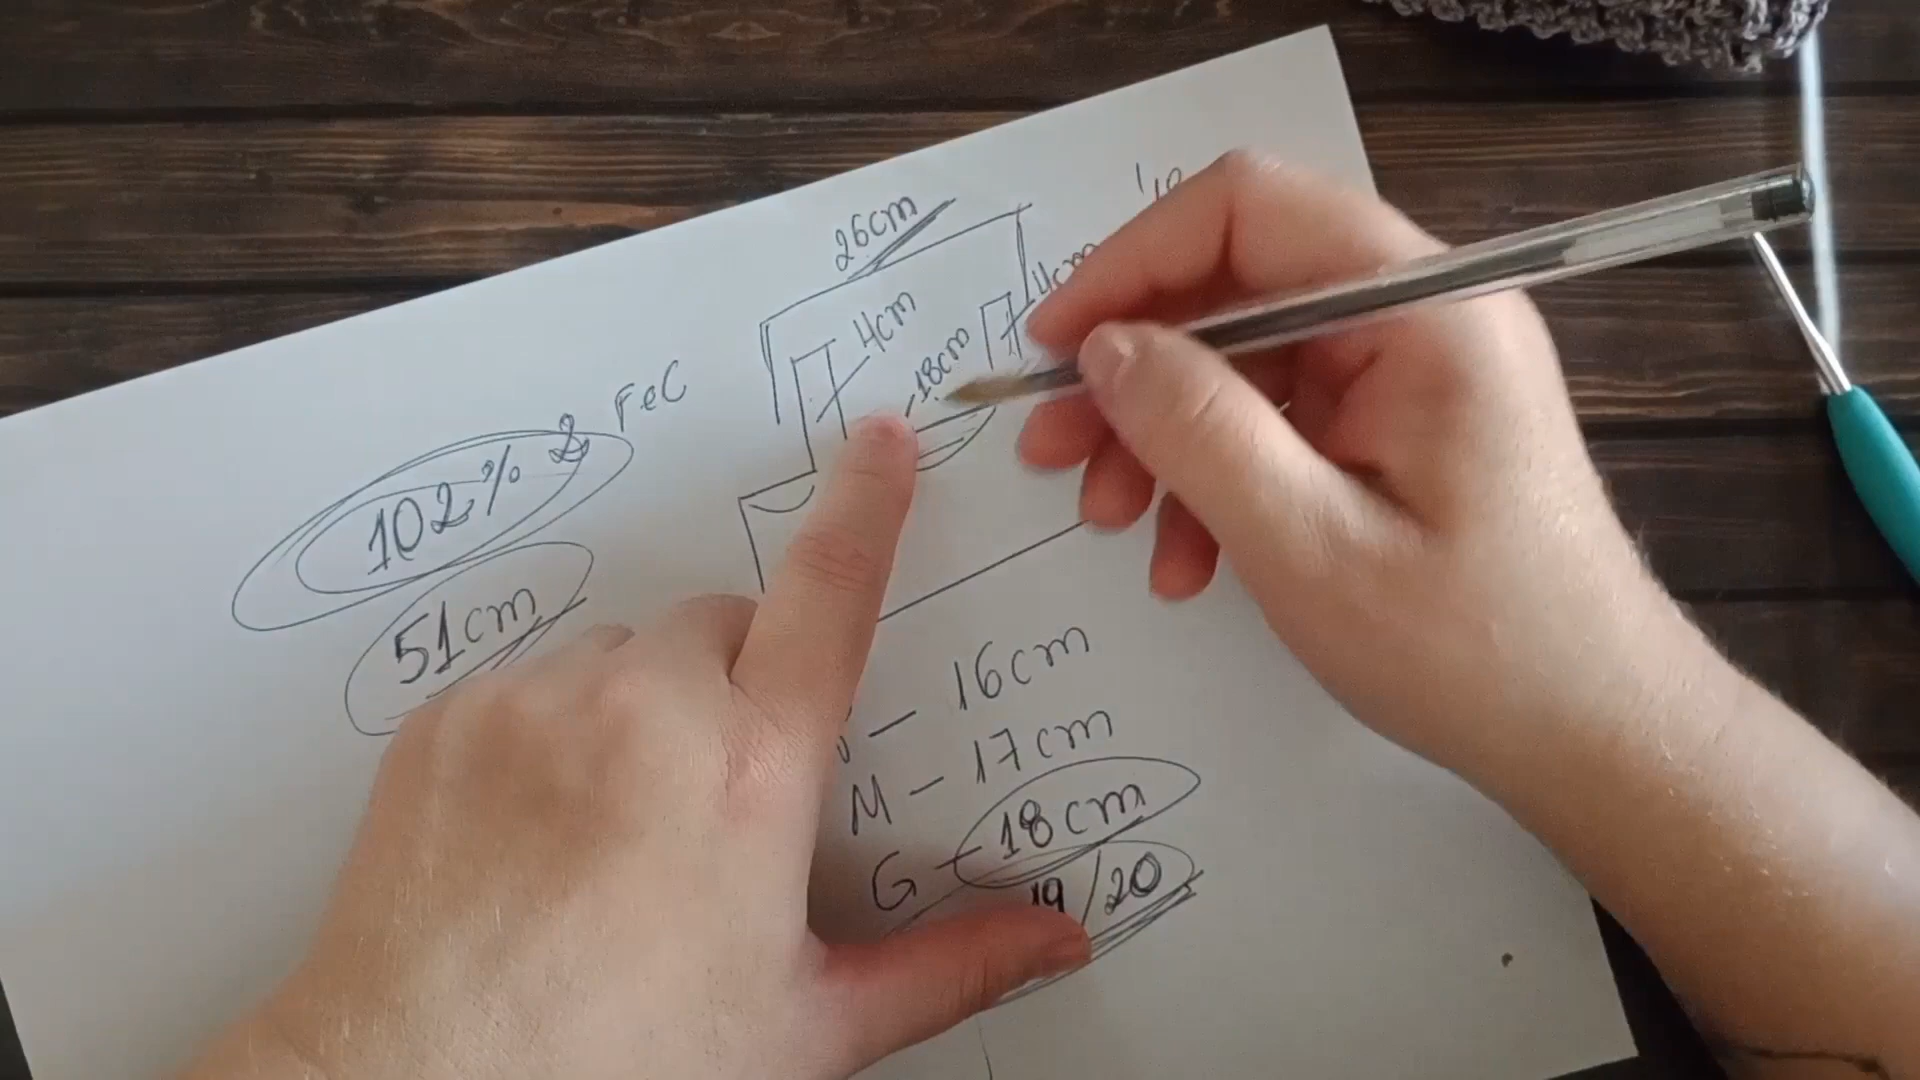 26cm
4cm
4cm
18cm
FeC
102%
51cm
16cm
M - 17cm
G - 18cm
19/20